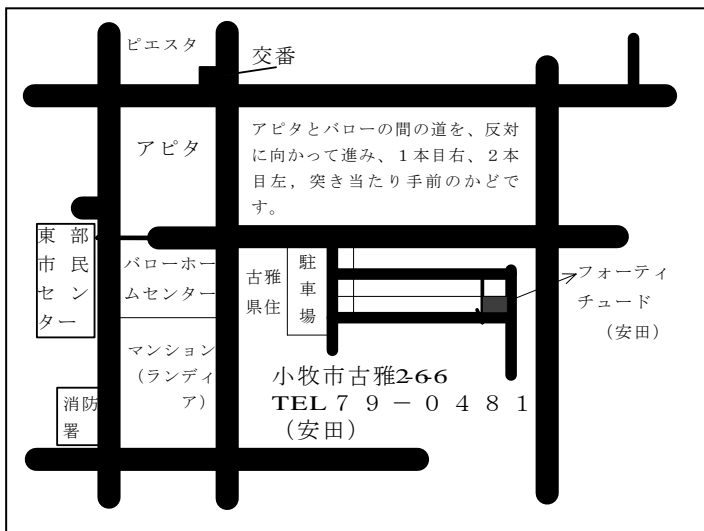 ピエスタ
交番
アピタ
アピタとバローの間の道を、反対
に向かって進み、１本目右、２本
目左，突き当たり手前のかどで
す。
東部
市民
セン
ター
バローホー
ムセンター
古雅
県住
駐
車
場
フォーティ
チュード
（安田）
マンション
（ランディ
ア）
消防
署
小牧市古雅2-6-6
TEL７９－０４８１
（安田）